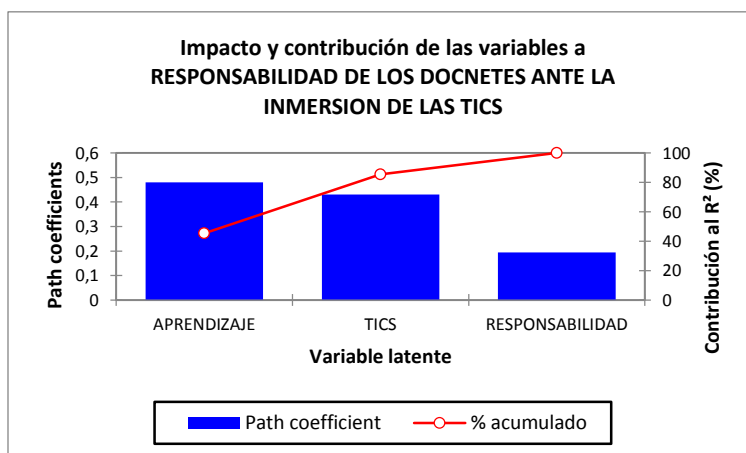 Impacto y contribución de las variables a
RESPONSABILIDAD DE LOS DOCNETES ANTE LA
INMERSION DE LAS TICS
Path coefficients
0,6
0,5
0,4
0,3
0,2
0,1
0
100
80
60
40
20
0
Contribución al R² (%)
APRENDIZAJE TICS RESPONSABILIDAD
Variable latente
Path coefficient % acumulado